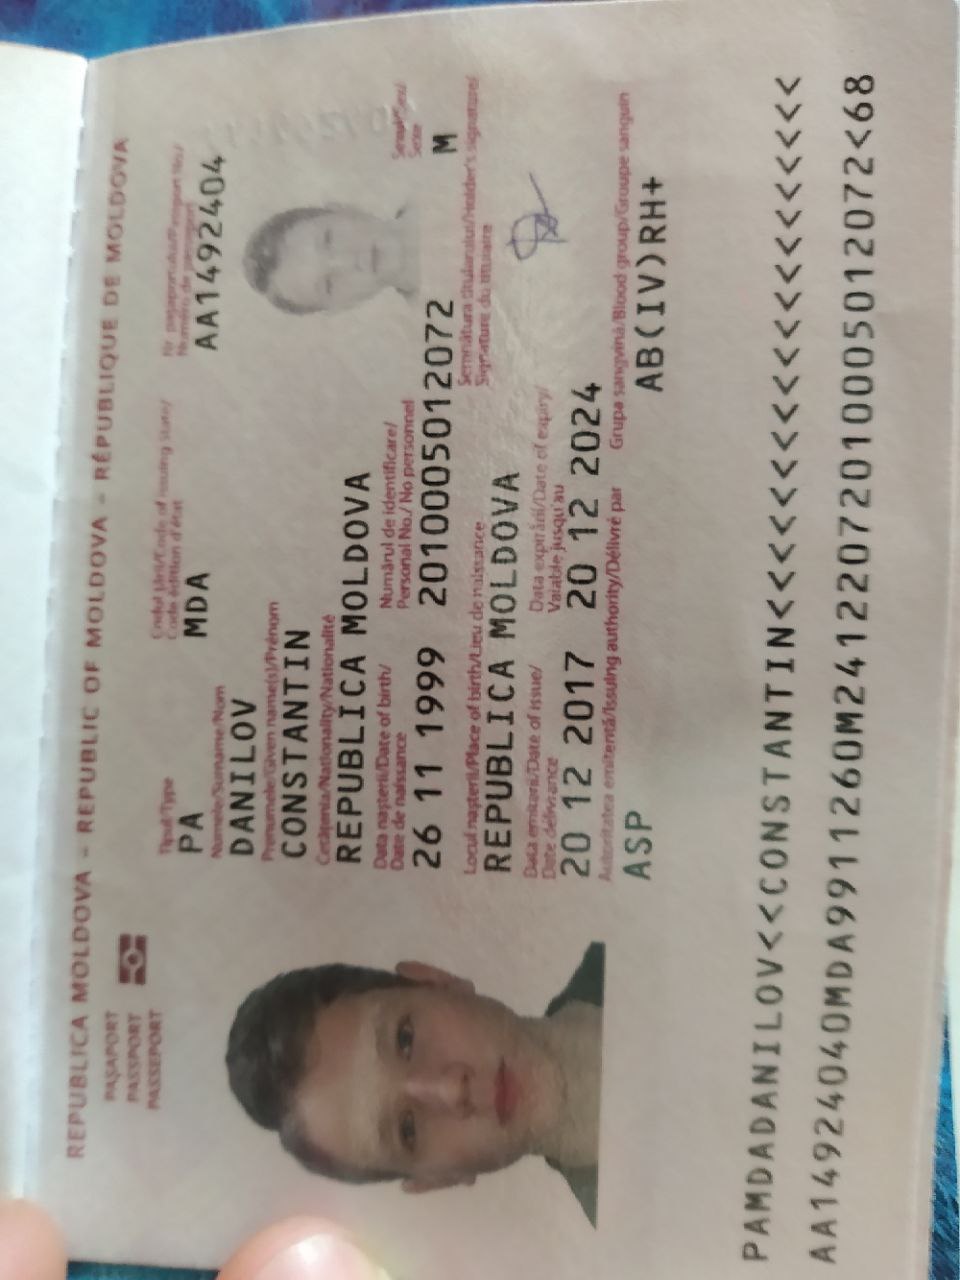 REPUBLICA MOLDOVA - REPUBLIC OF MOLDOVA - RÉPUBLIQUE DE MOLDOVA
PAŞAPORT
PASSPORT
PASSEPORT
Tipul/Type
PA
Codul ţării/Code of issuing State/
Code édition d'état
MDA
Nr paşaportului/Passport No./
Numéro de passeport
AA1492404
Numele/Surname/Nom
DANILOV
Prenumele/Given name(s)/Prénom
CONSTANTIN
Cetăţenia/Nationality/Nationalité
REPUBLICA MOLDOVA
Data naşterii/Date of birth/
Date de naissance
26 11 1999
Numărul de identificare/
Personal No./ No personnel
2010005012072
Sexul/Sex/
Sexe
M
Locul naşterii/Place of birth/Lieu de naissance
REPUBLICA MOLDOVA
Semnătura titularului/Holder's signature/
Signature du titulaire
Data emiterii/Date of issue/
Date de délivrance
20 12 2017
Data expirării/Date of expiry/
Valable jusqu'au
20 12 2024
Autoritatea emitentă/Issuing authority/Délivré par
ASP
Grupa sangvină/Blood group/Groupe sanguin
AB(IV)RH+
PAMDADANILOV<<CONSTANTIN<<<<<<<<<<<<<<<<<<<<
AA14924040MDA9911260M24122072010005012072<68